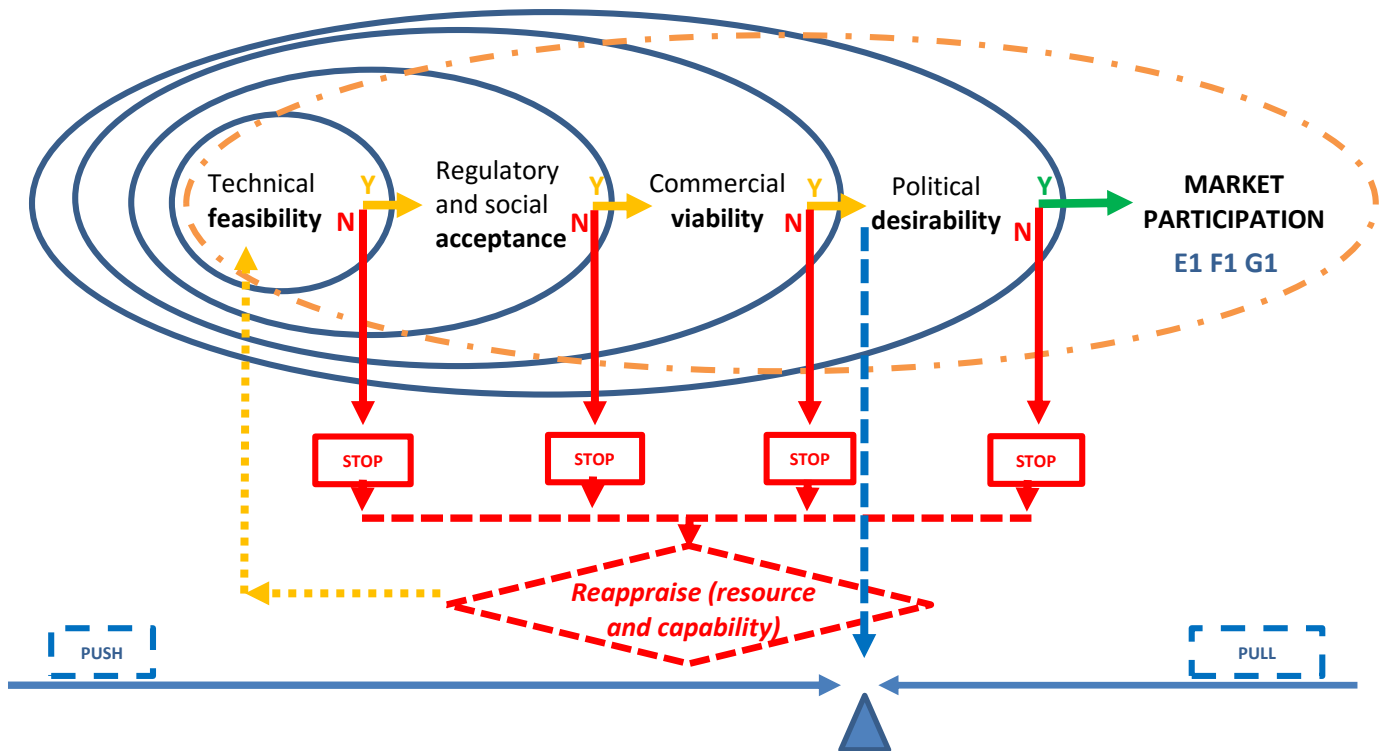 Technical
feasibility
Y
N
Regulatory
and social
acceptance
Y
N
Commercial
viability
Y
N
Political
desirability
Y
N
MARKET
PARTICIPATION
E1 F1 G1
STOP
STOP
STOP
STOP
Reappraise (resource
and capability)
PUSH
PULL